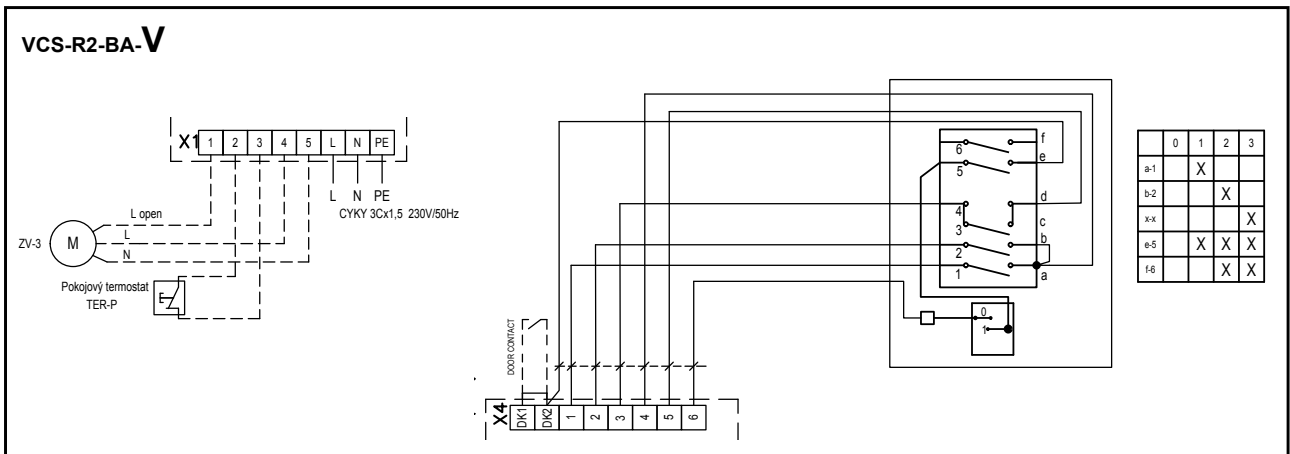 VCS-R2-BA-V
X1 1 2 3 4 5 L N PE
L N PE
CYKY 3Cx1,5 230V/50Hz
L open
L
N
ZV-3
M
Pokojový termostat
TER-P
DOOR CONTACT
X4 DK1 DK2 1 2 3 4 5 6
f
6
e
5
d
4
c
3
b
2
a
1
0
1
0 1 2 3
a-1 X
b-2 X
x-x X
e-5 X X X
f-6 X X